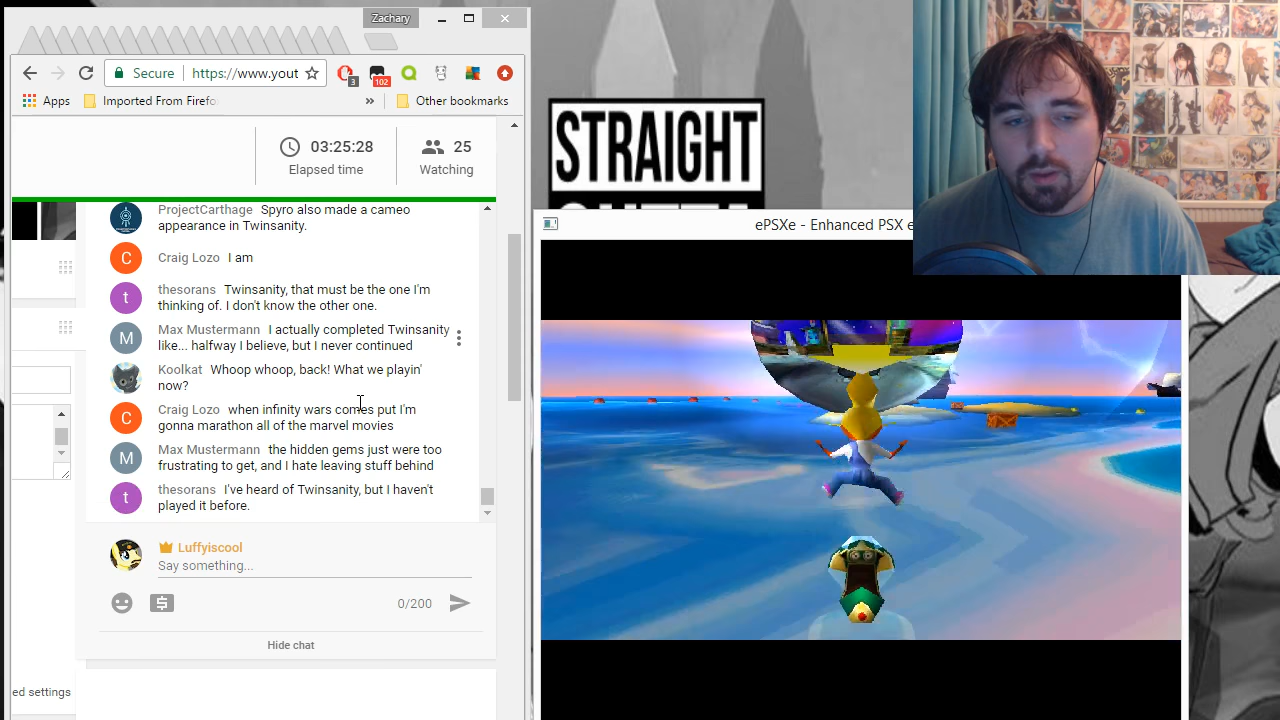 Zachary
Secure https://www.yout
3
102
Apps Imported From Firefo » Other bookmarks
03:25:28
Elapsed time
25
Watching
ProjectCarthage Spyro also made a cameo
appearance in Twinsanity.
C Craig Lozo I am
t thesorans Twinsanity, that must be the one I'm
thinking of. I don't know the other one.
M Max Mustermann I actually completed Twinsanity
like... halfway I believe, but I never continued
Koolkat Whoop whoop, back! What we playin'
now?
C Craig Lozo when infinity wars comes put I'm
gonna marathon all of the marvel movies
M Max Mustermann the hidden gems just were too
frustrating to get, and I hate leaving stuff behind
t thesorans I've heard of Twinsanity, but I haven't
played it before.
Luffyiscool
Say something...
0/200
Hide chat
ed settings
STRAIGHT
ePSXe - Enhanced PSX e